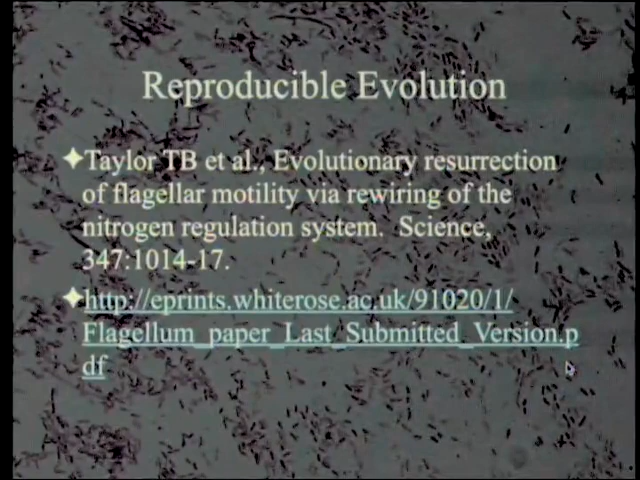 Reproducible Evolution
Taylor TB et al., Evolutionary resurrection
of flagellar motility via rewiring of the
nitrogen regulation system. Science,
347:1014-17.
http://eprints.whiterose.ac.uk/91020/1/
Flagellum_paper_Last_Submitted_Version.p
df